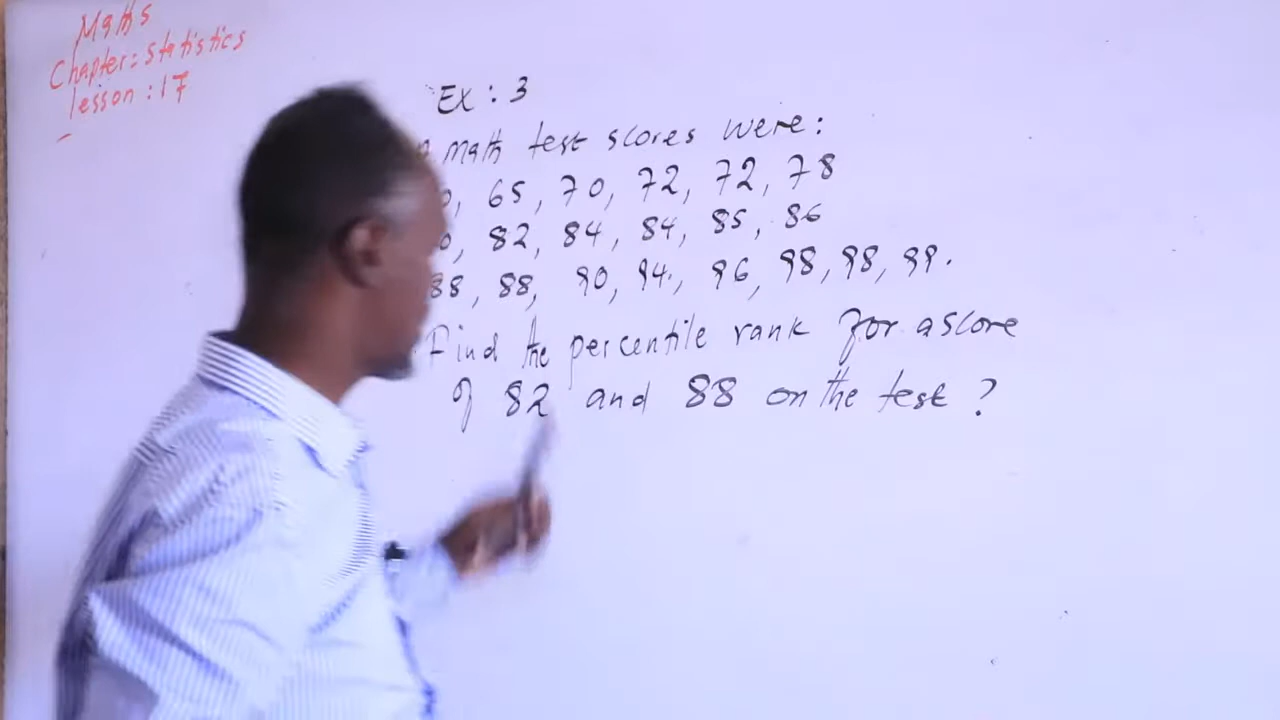 Maths
Chapter: Statistics
lesson : 17
Ex : 3
math test scores were:
65, 70, 72, 72, 78
82, 84, 84, 85, 86
88, 88, 90, 94, 96, 98, 98, 99.
Find the percentile rank for a score
of 82 and 88 on the test ?